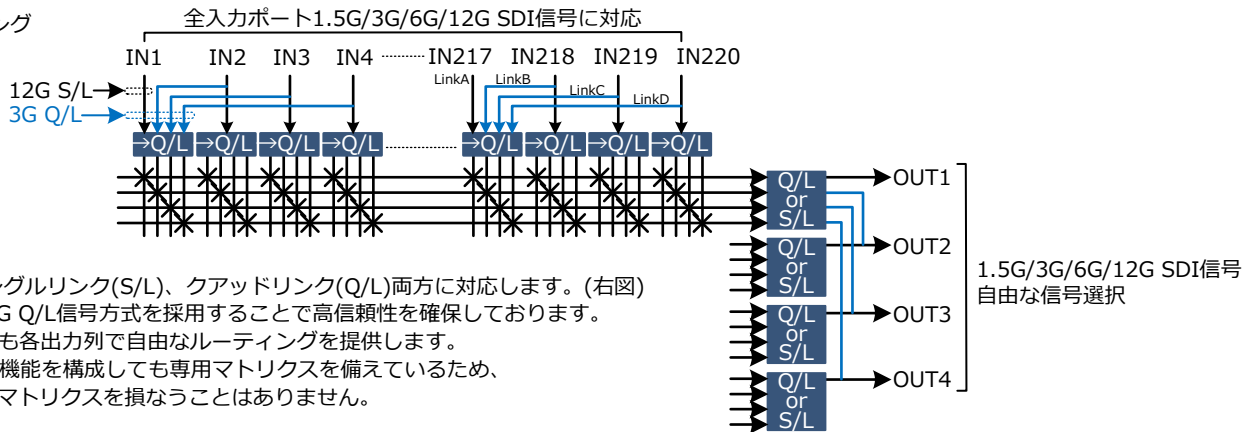 ング
全入力ポート1.5G/3G/6G/12G SDI信号に対応
IN1 IN2 IN3 IN4 IN217 IN218 IN219 IN220
LinkA LinkB LinkC LinkD
12G S/L
3G Q/L
→Q/L →Q/L →Q/L →Q/L →Q/L →Q/L →Q/L →Q/L
Q/L
or
S/L
OUT1
Q/L
or
S/L
OUT2
Q/L
or
S/L
OUT3
Q/L
or
S/L
OUT4
1.5G/3G/6G/12G SDI信号
自由な信号選択
ングルリンク(S/L)、クアッドリンク(Q/L)両方に対応します。(右図)
G Q/L信号方式を採用することで高信頼性を確保しております。
も各出力列で自由なルーティングを提供します。
機能を構成しても専用マトリクスを備えているため、
マトリクスを損なうことはありません。